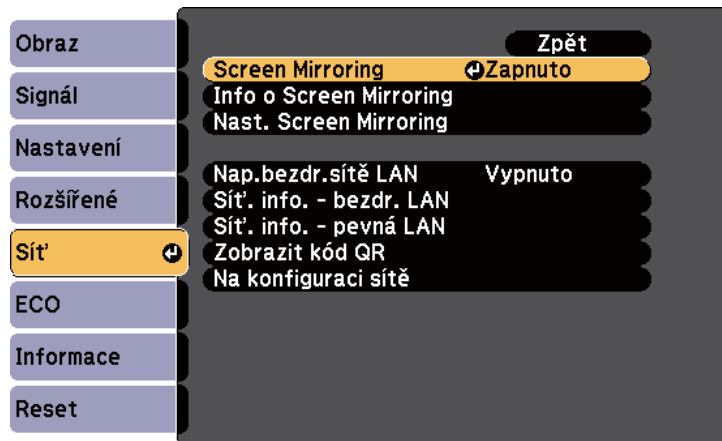 Obraz
Signál
Nastavení
Rozšířené
Síť
ECO
Informace
Reset
Zpět
Screen Mirroring Zapnuto
Info o Screen Mirroring
Nast. Screen Mirroring
Nap.bezdr.sítě LAN Vypnuto
Síť. info. - bezdr. LAN
Síť. info. - pevná LAN
Zobrazit kód QR
Na konfiguraci sítě